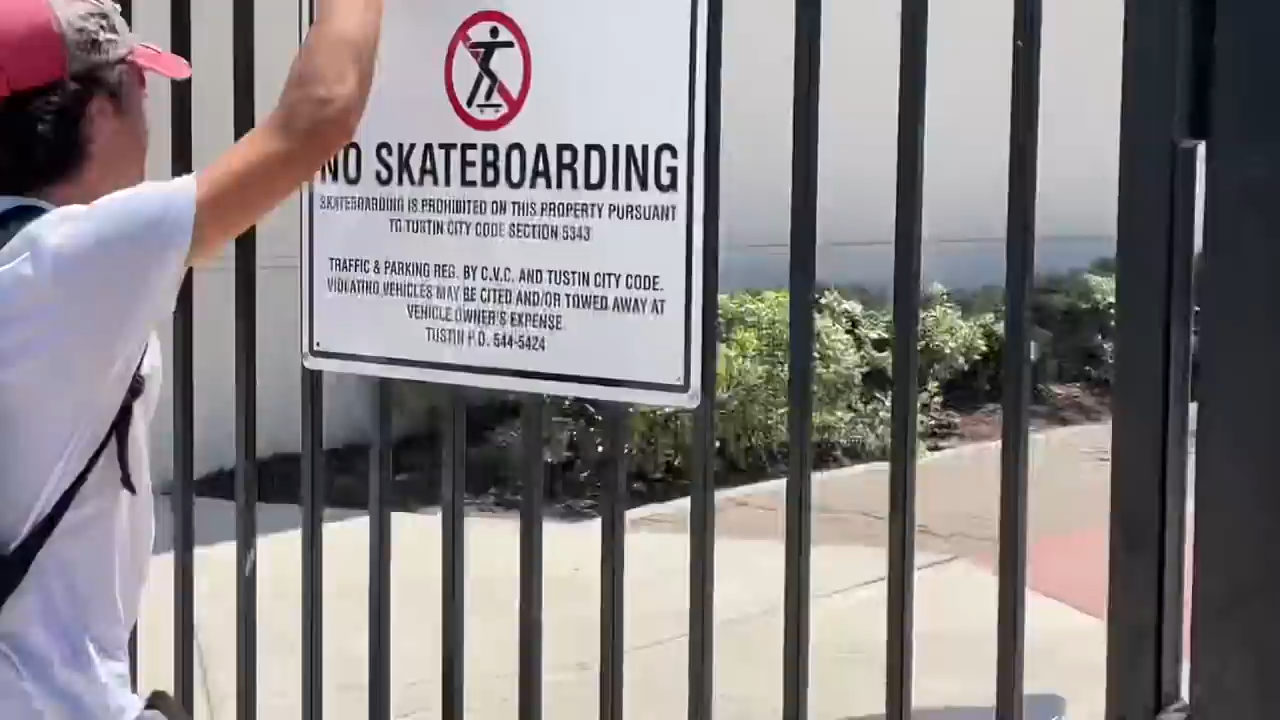 NO SKATEBOARDING
SKATEBOARDING IS PROHIBITED ON THIS PROPERTY PURSUANT
TO TUSTIN CITY CODE SECTION 5343
TRAFFIC & PARKING REG. BY C.V.C. AND TUSTIN CITY CODE.
VIOLATING VEHICLES MAY BE CITED AND/OR TOWED AWAY AT
VEHICLE OWNER'S EXPENSE
TUSTIN P.D. 544-5424